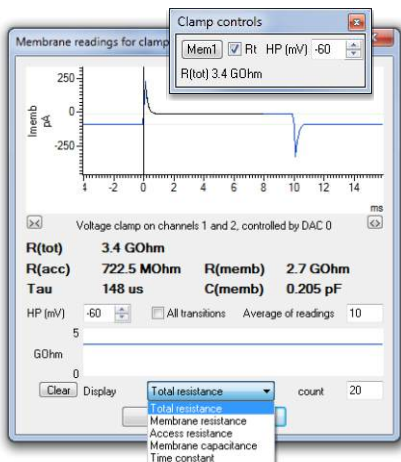 Clamp controls
Membrane readings for clamp
Mem1 Rt HP (mV) -60
R(tot) 3.4 GOhm
250
0
-250
Imemb
pA
-2 0 2 4 6 8 10 12 14
ms
Voltage clamp on channels 1 and 2, controlled by DAC 0
R(tot) 3.4 GOhm
R(acc) 722.5 MOhm R(memb) 2.7 GOhm
Tau 148 us C(memb) 0.205 pF
HP (mV) -60 All transitions Average of readings 10
5
GOhm
0
Clear Display Total resistance count 20
Total resistance
Membrane resistance
Access resistance
Membrane capacitance
Time constant